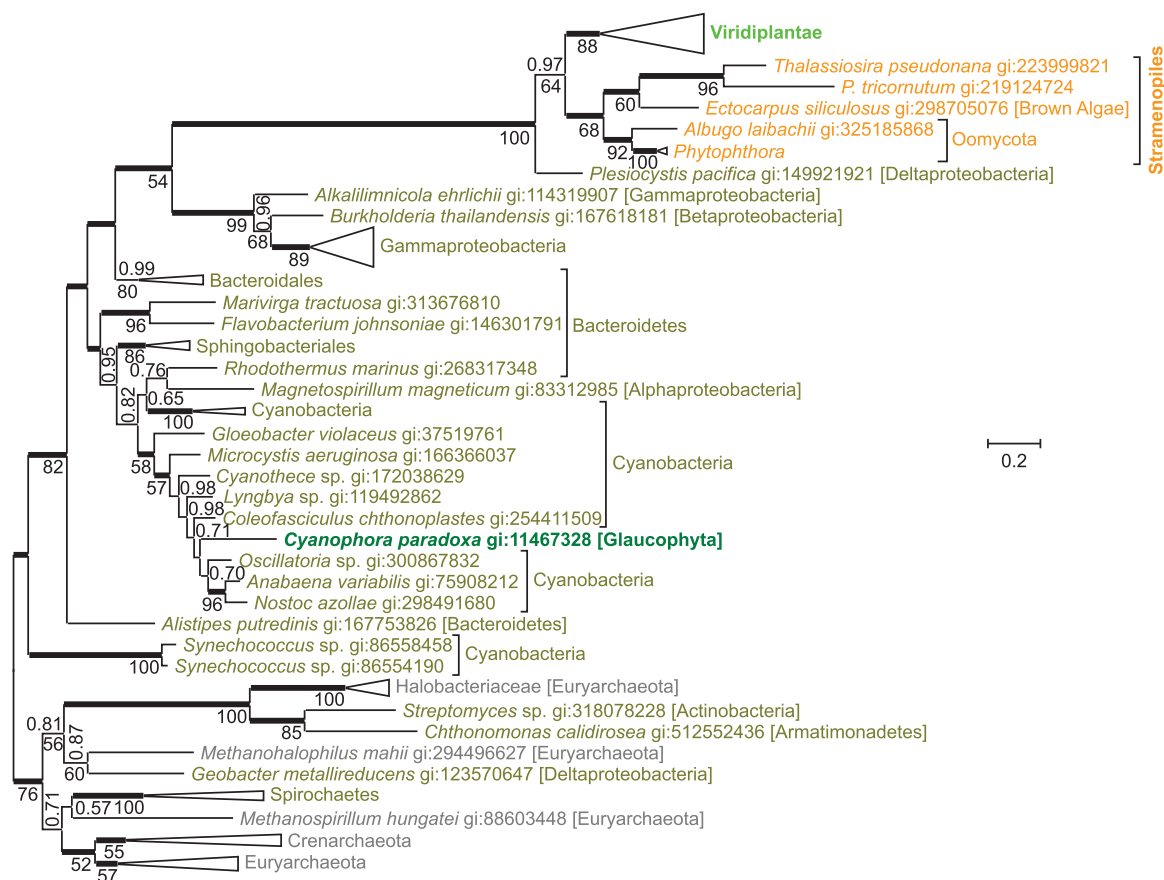 88
Viridiplantae
0.97
64
Thalassiosira pseudonana gi:223999821
96
P. tricornutum gi:219124724
60
Ectocarpus siliculosus gi:298705076 [Brown Algae]
100
68
Albugo laibachii gi:325185868
Oomycota
92
100
Phytophthora
Stramenopiles
Plesiocystis pacifica gi:149921921 [Deltaproteobacteria]
54
Alkalilimnicola ehrlichii gi:114319907 [Gammaproteobacteria]
0.96
99
Burkholderia thailandensis gi:167618181 [Betaproteobacteria]
68
89
Gammaproteobacteria
0.99
80
Bacteroidales
Marivirga tractuosa gi:313676810
96
Flavobacterium johnsoniae gi:146301791
Bacteroidetes
86
Sphingobacteriales
0.95
0.76
Rhodothermus marinus gi:268317348
Magnetospirillum magneticum gi:83312985 [Alphaproteobacteria]
0.82
0.65
100
Cyanobacteria
Gloeobacter violaceus gi:37519761
58
Microcystis aeruginosa gi:166366037
Cyanobacteria
82
57
Cyanothece sp. gi:172038629
0.98
Lyngbya sp. gi:119492862
0.98
Coleofasciculus chthonoplastes gi:254411509
0.71
Cyanophora paradoxa gi:11467328 [Glaucophyta]
Oscillatoria sp. gi:300867832
0.70
Anabaena variabilis gi:75908212
Cyanobacteria
96
Nostoc azollae gi:298491680
Alistipes putredinis gi:167753826 [Bacteroidetes]
Synechococcus sp. gi:86558458
Cyanobacteria
100
Synechococcus sp. gi:86554190
100
Halobacteriaceae [Euryarchaeota]
100
Streptomyces sp. gi:318078228 [Actinobacteria]
85
Chthonomonas calidirosea gi:512552436 [Armatimonadetes]
0.81
56
0.87
Methanohalophilus mahii gi:294496627 [Euryarchaeota]
60
Geobacter metallireducens gi:123570647 [Deltaproteobacteria]
76
0.71
0.57
100
Spirochaetes
Methanospirillum hungatei gi:88603448 [Euryarchaeota]
55
Crenarchaeota
52
57
Euryarchaeota
0.2